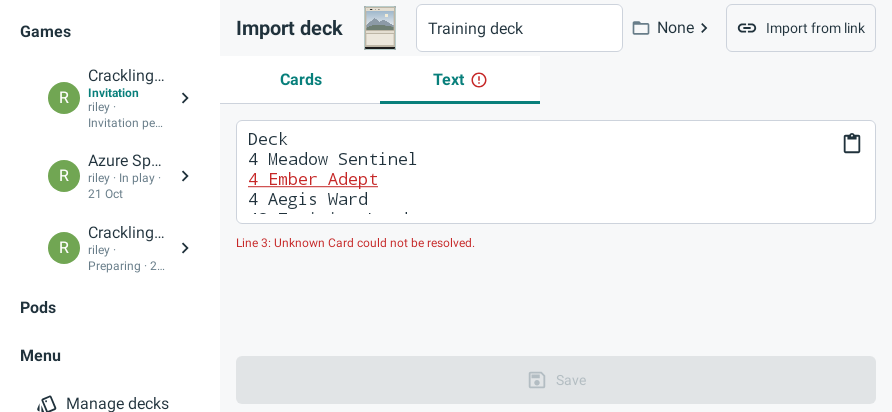 Games
Crackling...
Invitation
riley ·
Invitation pe...
R
Azure Sp...
riley · In play ·
21 Oct
R
Crackling...
riley ·
Preparing · 2...
R
Pods
Menu
Manage decks
Import deck
Training deck
None
Import from link
Cards
Text
Deck
4 Meadow Sentinel
4 Ember Adept
4 Aegis Ward
Line 3: Unknown Card could not be resolved.
Save